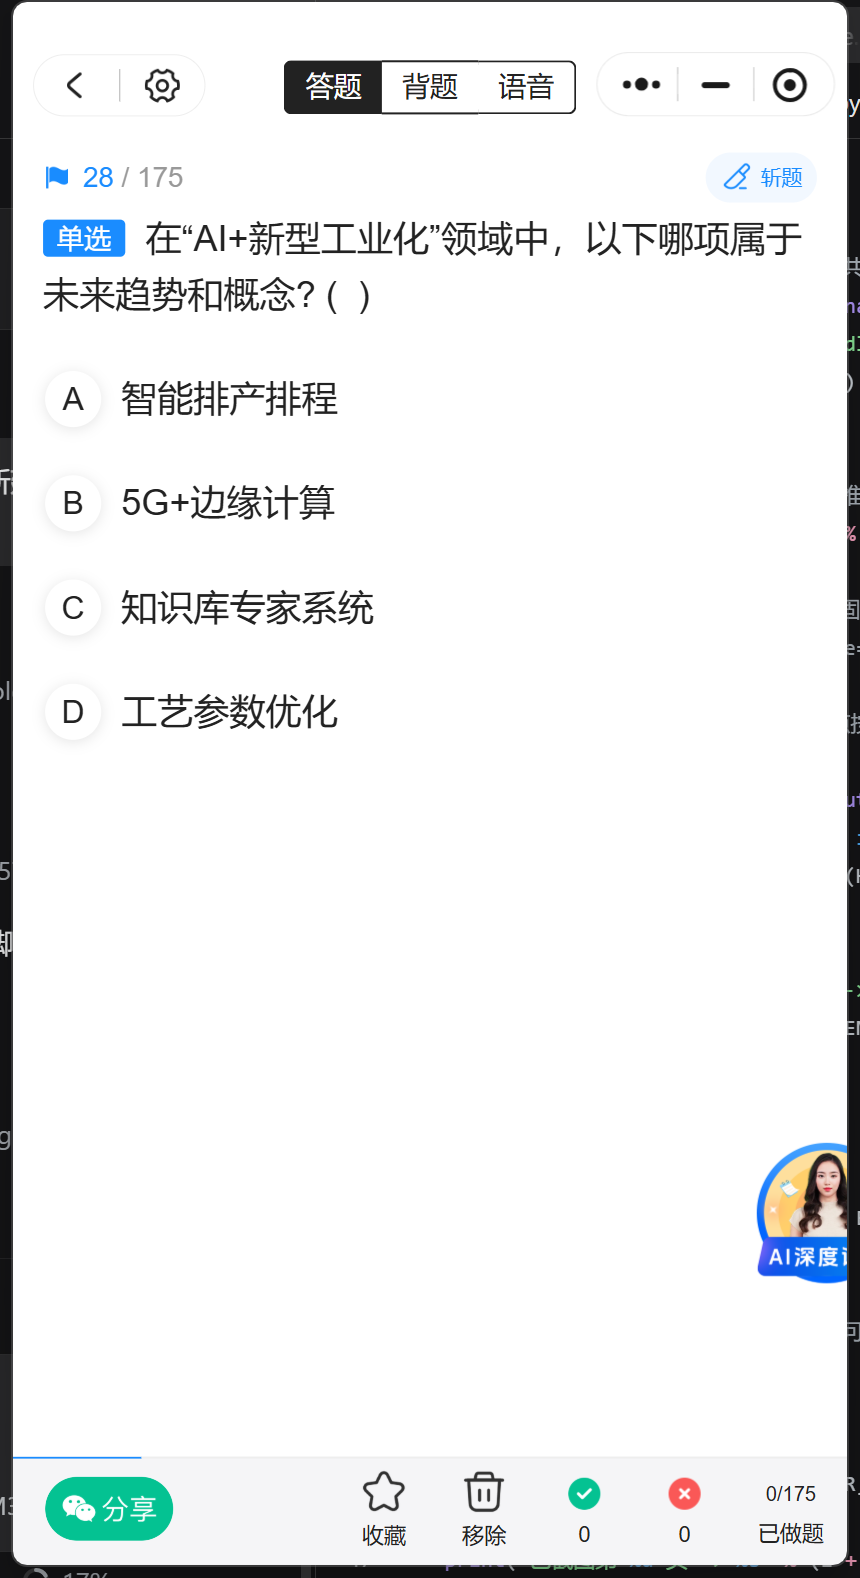 答题 背题 语音
28 / 175
斩题
单选 在“AI+新型工业化”领域中，以下哪项属于
未来趋势和概念? ( )
A 智能排产排程
B 5G+边缘计算
C 知识库专家系统
D 工艺参数优化
AI深度
分享
收藏
移除
0
0
0/175
已做题
17%